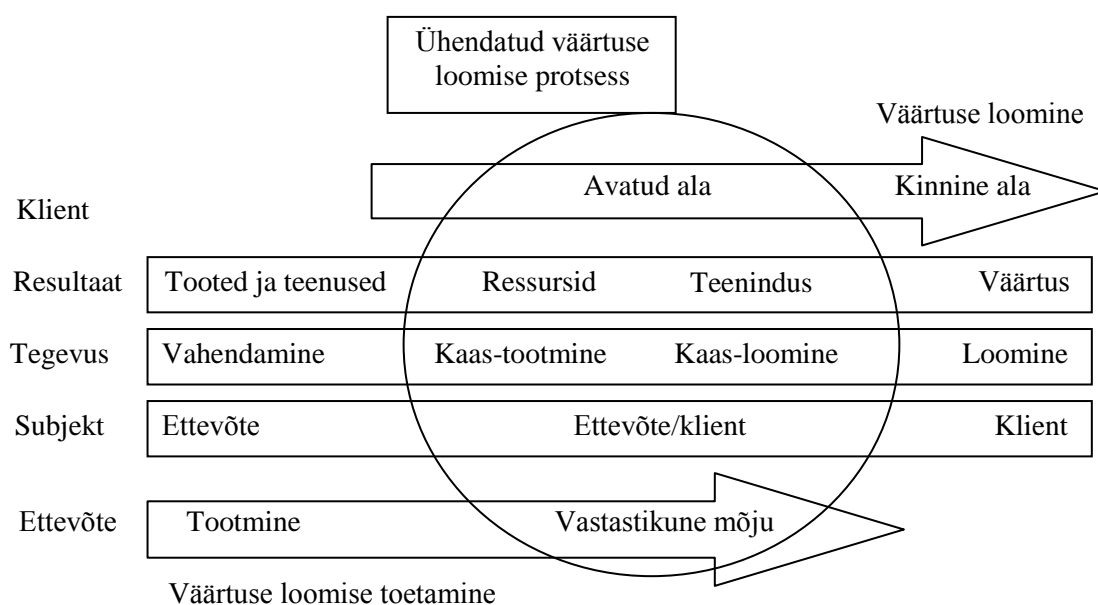 Ühendatud väärtuse
loomise protsess
Väärtuse loomine
Avatud ala Kinnine ala
Klient
Resultaat Tooted ja teenused Ressursid Teenindus Väärtus
Tegevus Vahendamine Kaas-tootmine Kaas-loomine Loomine
Subjekt Ettevõte Ettevõte/klient Klient
Ettevõte Tootmine Vastastikune mõju
Väärtuse loomise toetamine